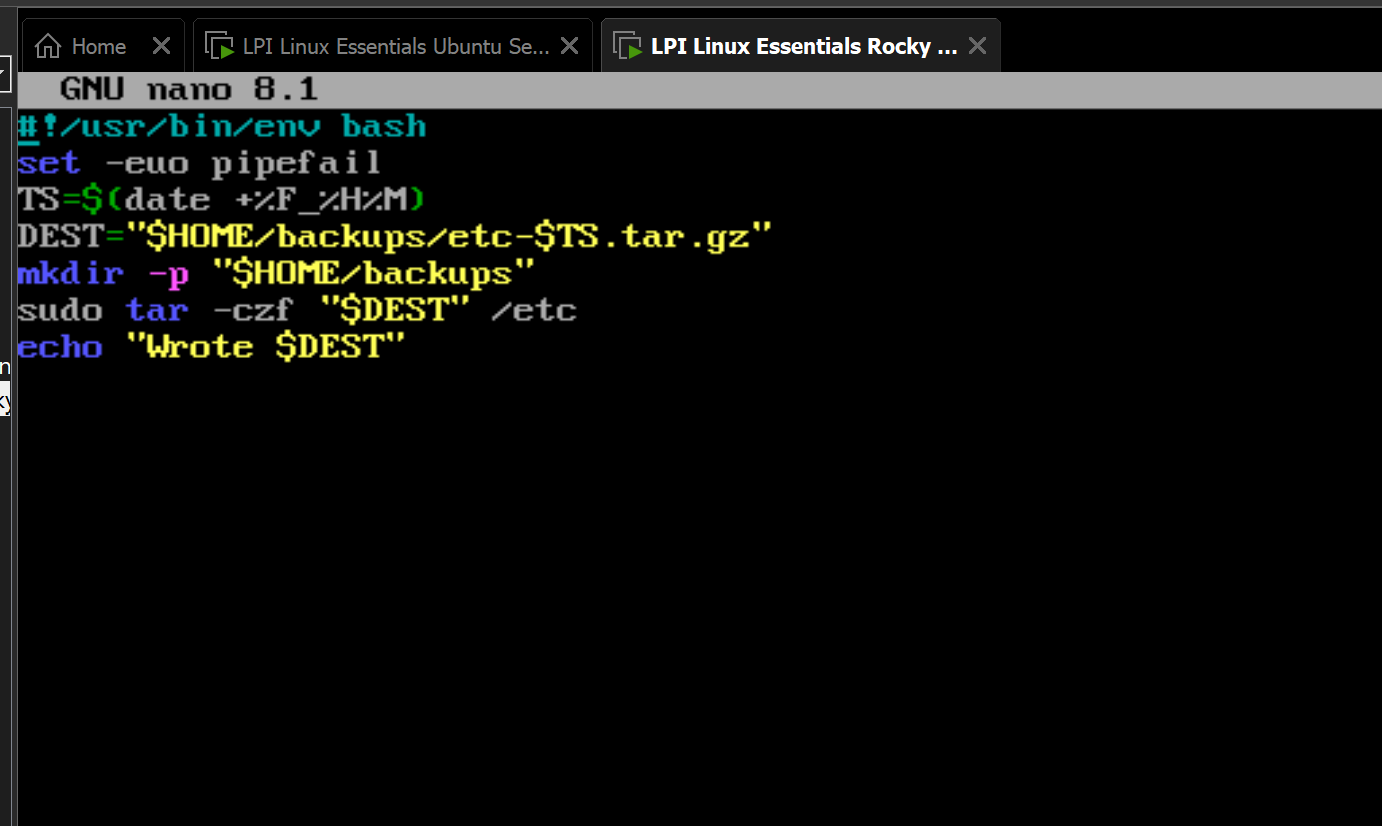 Home
LPI Linux Essentials Ubuntu Se...
LPI Linux Essentials Rocky ...
GNU nano 8.1
#!/usr/bin/env bash
set -euo pipefail
TS=$(date +%F_%H%M)
DEST="$HOME/backups/etc-$TS.tar.gz"
mkdir -p "$HOME/backups"
sudo tar -czf "$DEST" /etc
echo "Wrote $DEST"